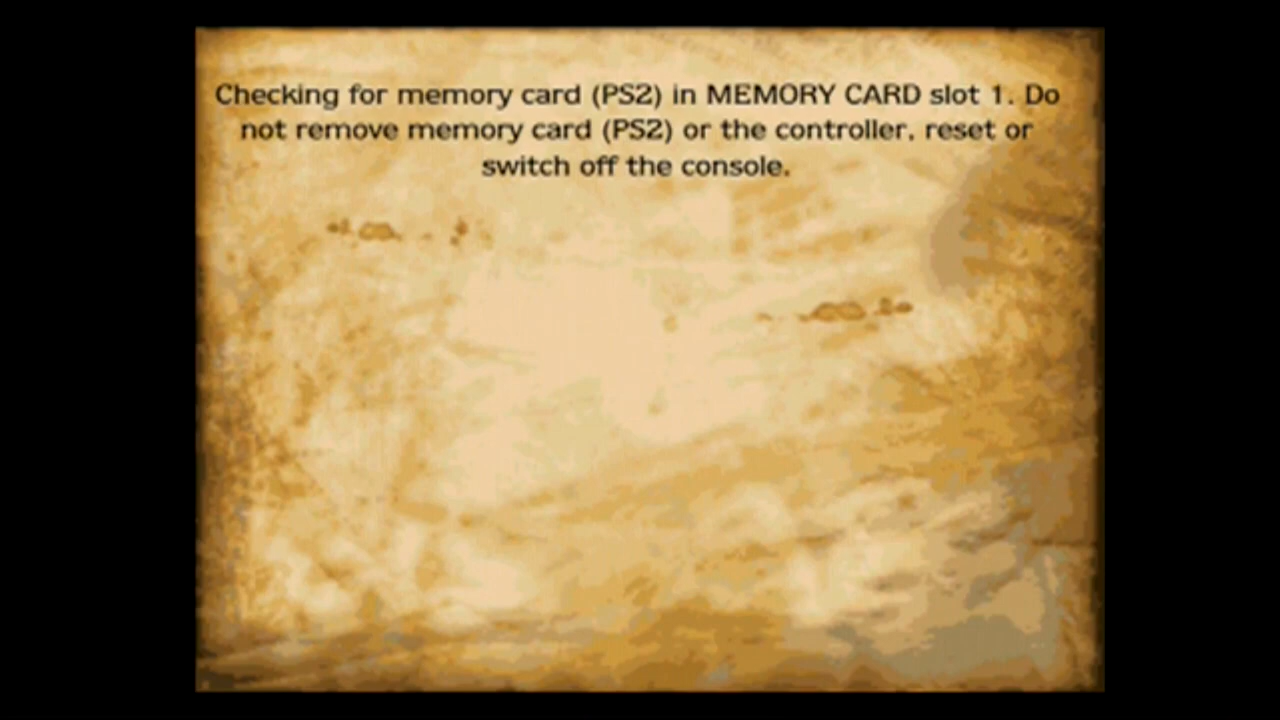 Checking for memory card (PS2) in MEMORY CARD slot 1. Do
not remove memory card (PS2) or the controller, reset or
switch off the console.